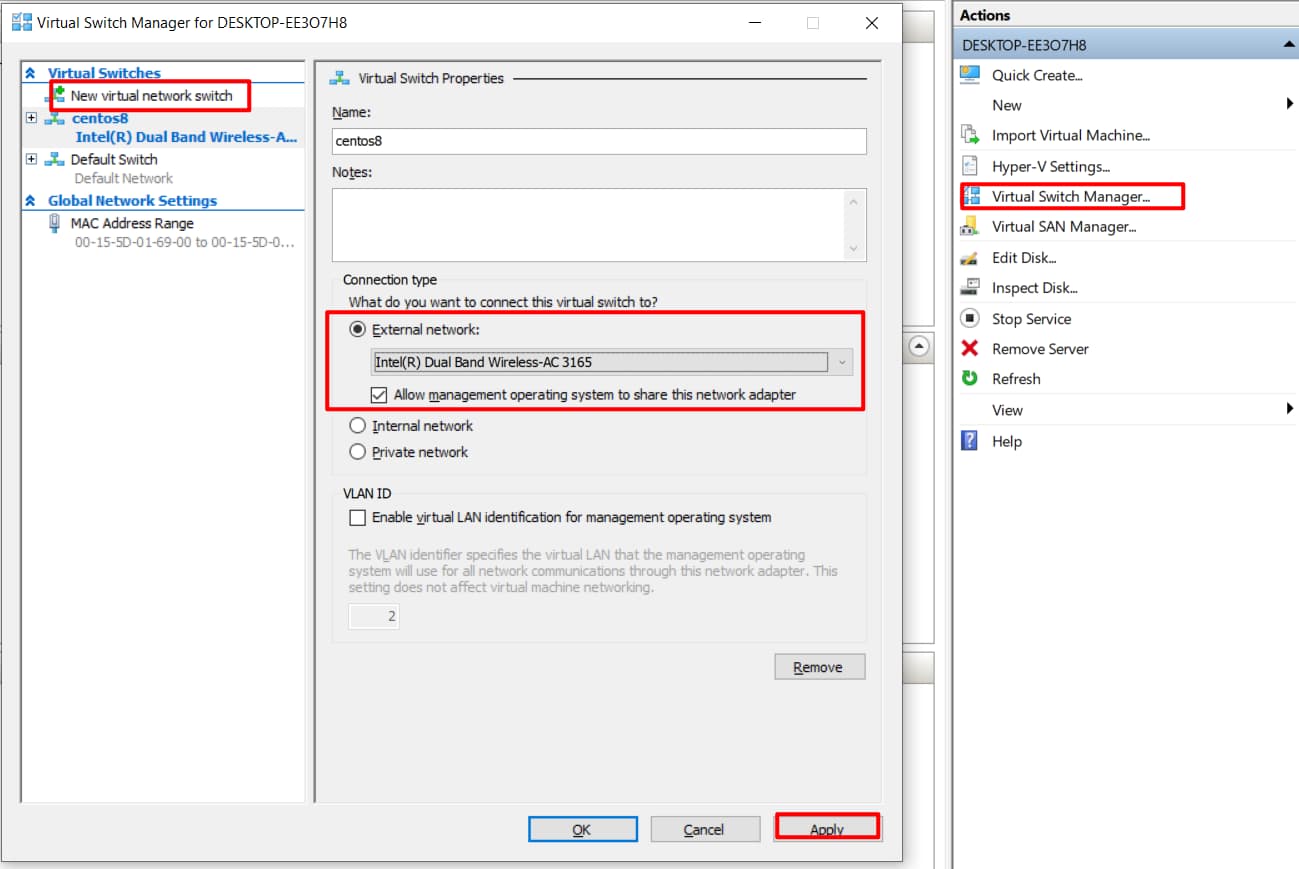 Virtual Switch Manager for DESKTOP-EE3O7H8
Virtual Switches
New virtual network switch
centos8
Intel(R) Dual Band Wireless-A...
Default Switch
Default Network
Global Network Settings
MAC Address Range
00-15-5D-01-69-00 to 00-15-5D-0...
Virtual Switch Properties
Name:
centos8
Notes:
Connection type
What do you want to connect this virtual switch to?
External network:
Intel(R) Dual Band Wireless-AC 3165
Allow management operating system to share this network adapter
Internal network
Private network
VLAN ID
Enable virtual LAN identification for management operating system
The VLAN identifier specifies the virtual LAN that the management operating
system will use for all network communications through this network adapter. This
setting does not affect virtual machine networking.
2
Remove
OK
Cancel
Apply
Actions
DESKTOP-EE3O7H8
Quick Create...
New
Import Virtual Machine...
Hyper-V Settings...
Virtual Switch Manager...
Virtual SAN Manager...
Edit Disk...
Inspect Disk...
Stop Service
Remove Server
Refresh
View
Help